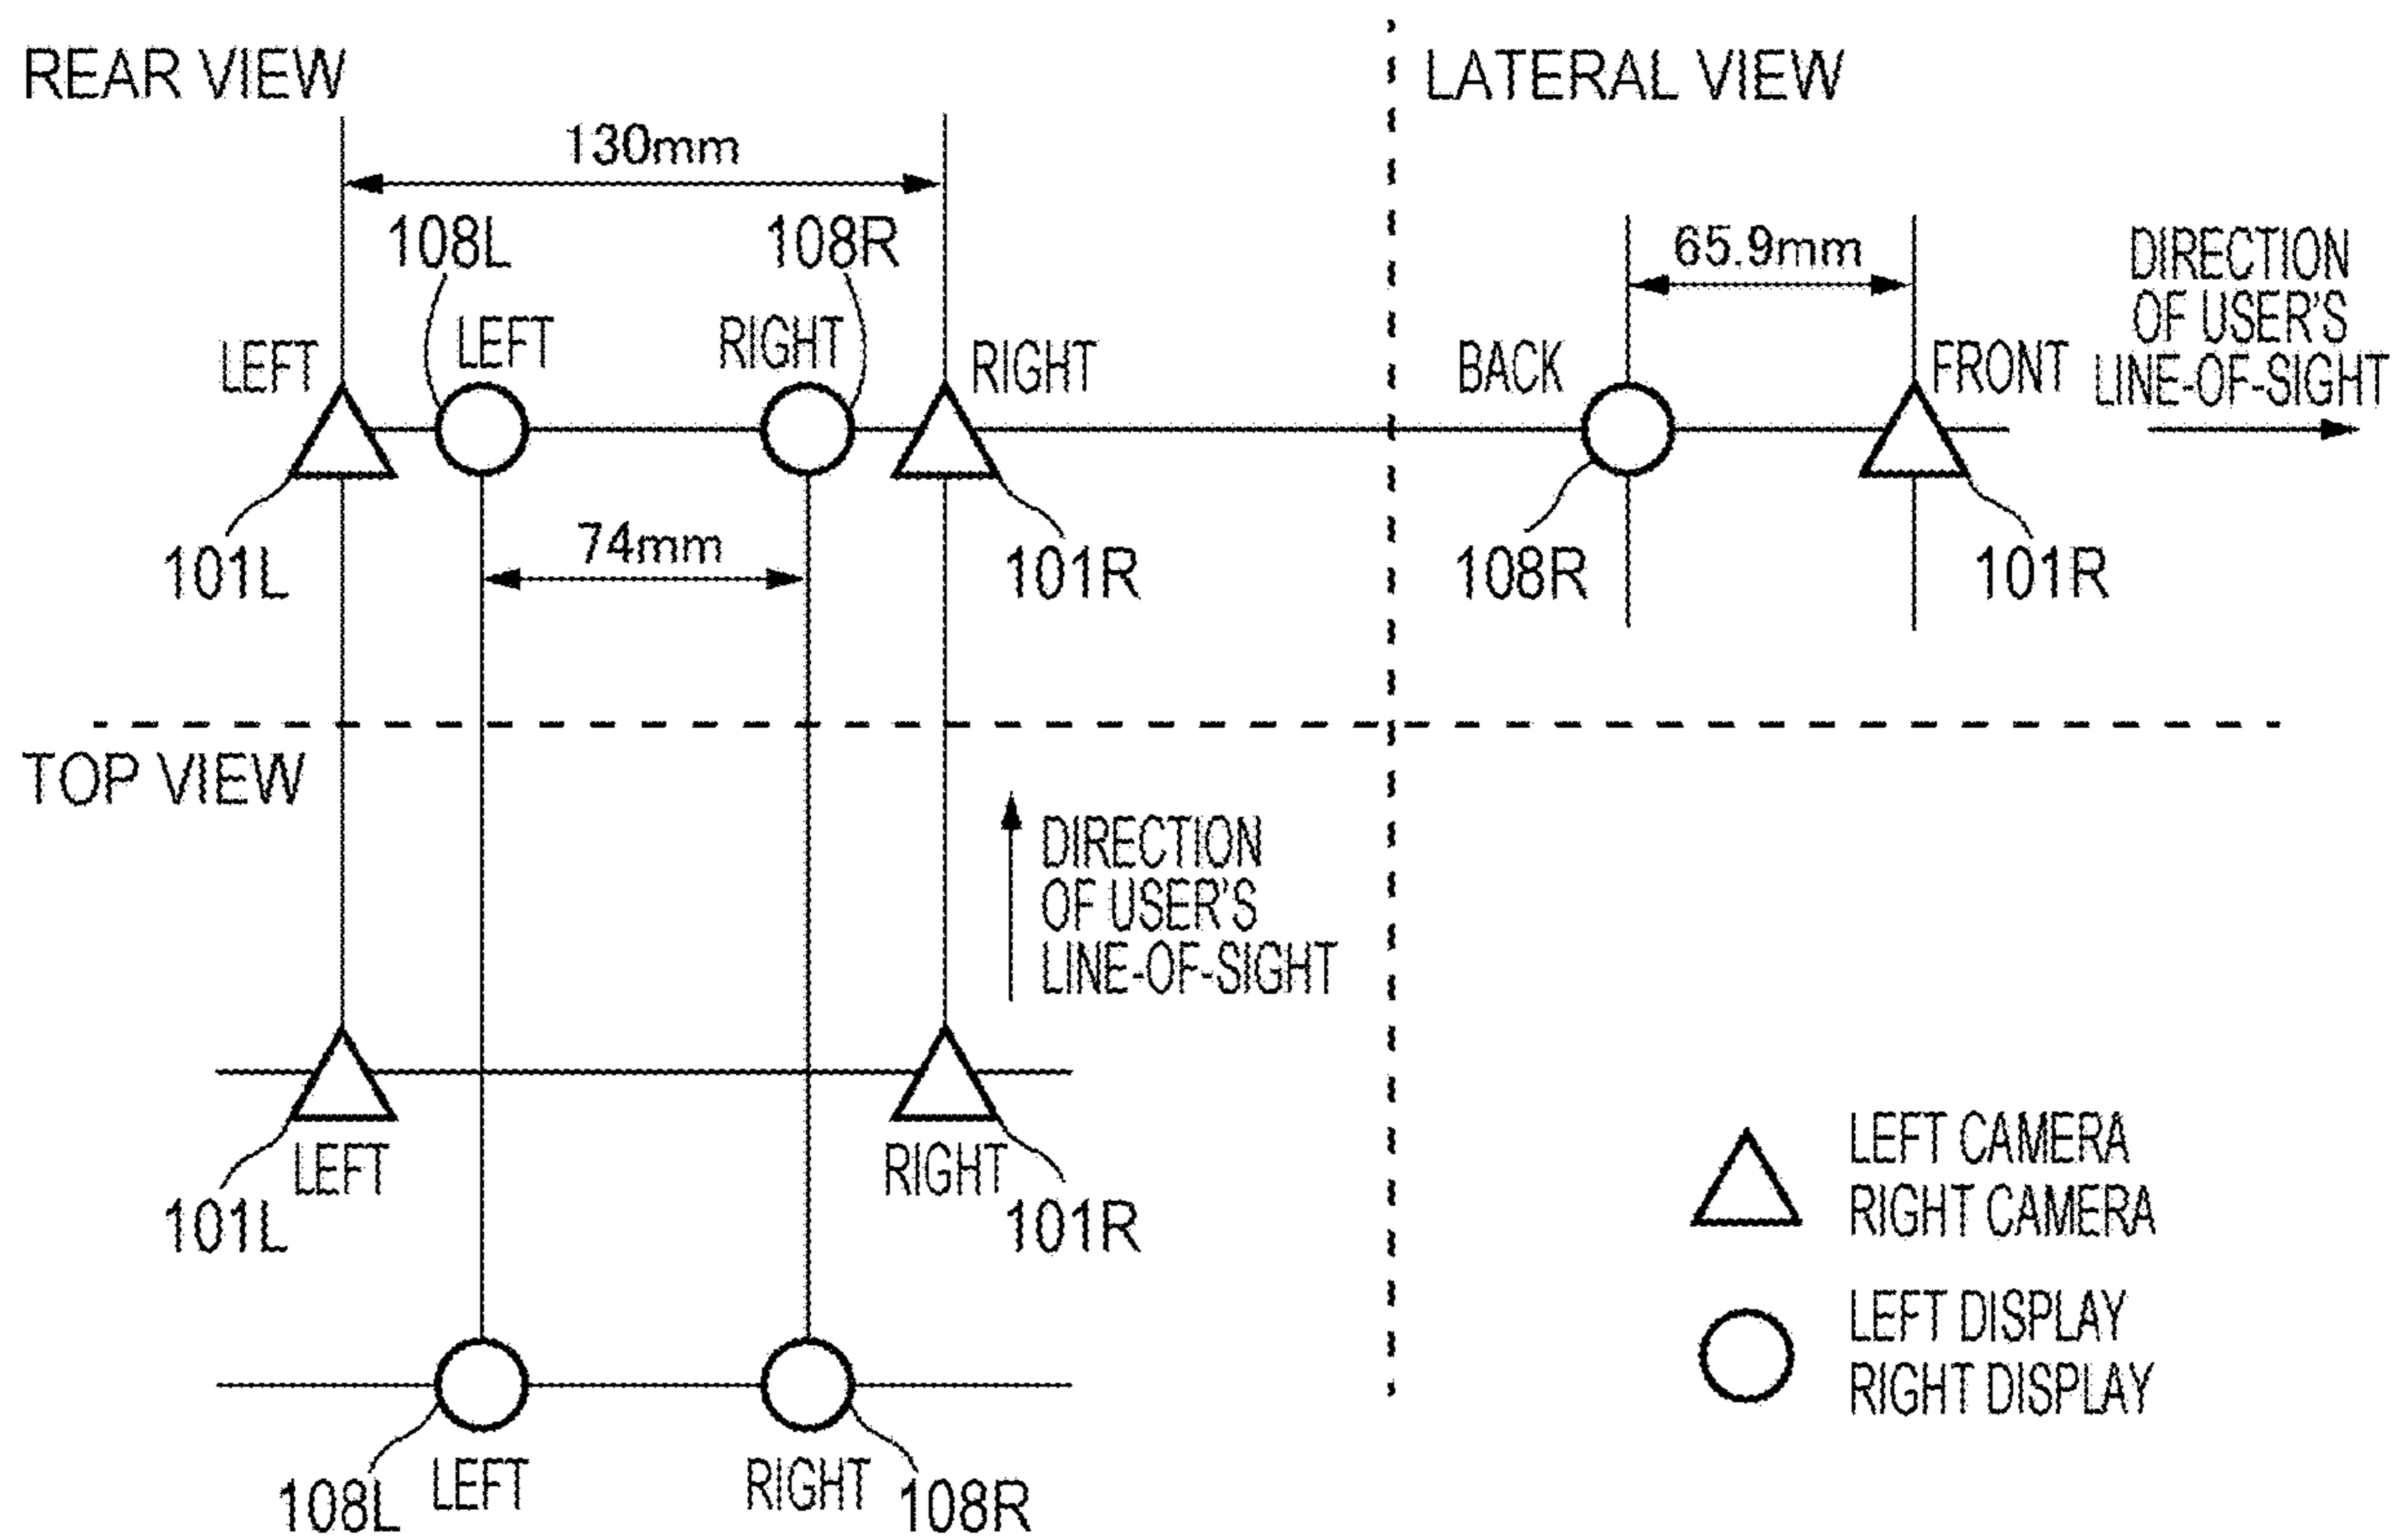 REAR VIEW
130mm
108L
108R
LEFT
LEFT
RIGHT
RIGHT
101L
74mm
101R
LATERAL VIEW
65.9mm
DIRECTION
OF USER'S
LINE-OF-SIGHT
BACK
FRONT
108R
101R
TOP VIEW
DIRECTION
OF USER'S
LINE-OF-SIGHT
LEFT
RIGHT
101L
101R
108L
LEFT
RIGHT
108R
LEFT CAMERA
RIGHT CAMERA
LEFT DISPLAY
RIGHT DISPLAY